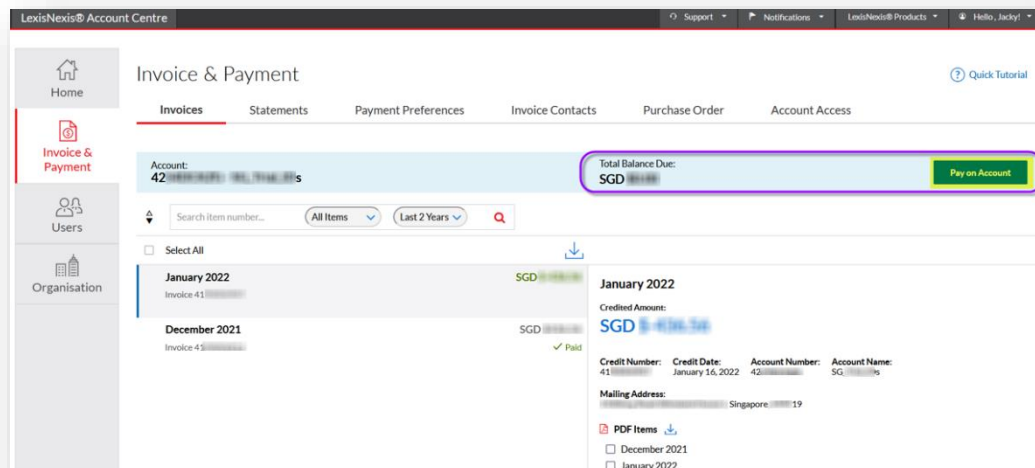 LexisNexis® Account Centre
Support
Notifications
LexisNexis® Products
Hello, Jacky!
Home
Invoice & Payment
Users
Organisation
Invoice & Payment
Quick Tutorial
Invoices
Statements
Payment Preferences
Invoice Contacts
Purchase Order
Account Access
Account:
42
Total Balance Due:
SGD
Pay on Account
Search item number...
All Items
Last 2 Years
Select All
January 2022
SGD
Invoice 41
December 2021
SGD
Invoice 41
Paid
January 2022
Credited Amount:
SGD
Credit Number: Credit Date: Account Number: Account Name:
41 January 16, 2022 42 SG
Mailing Address:
Singapore 19
PDF Items
December 2021
January 2022